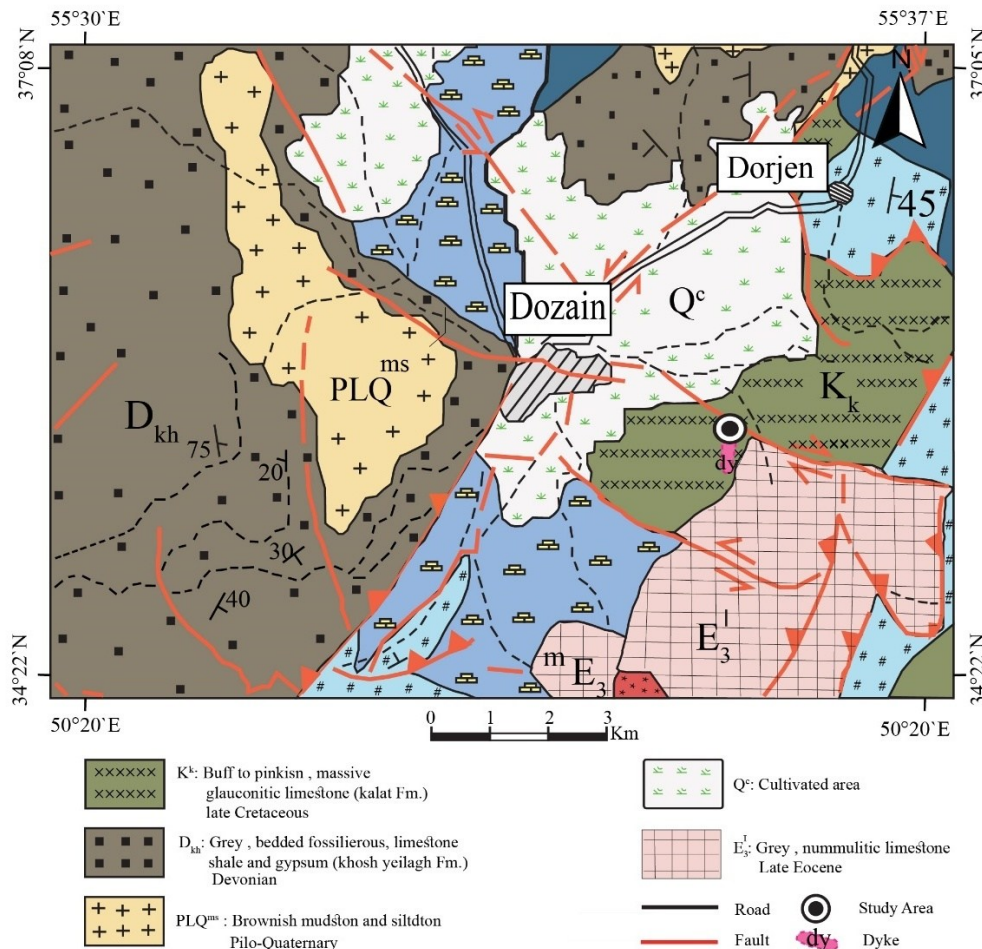 55°30`E
55°37`E
37°08'N
37°05'N
N
Dorjen
45
Dozain
Q^c
PLQ^ms
D_kh
K_k
75
20
30
40
dy
E_3^l
m E_3
34°22`N
34°22`N
50°20`E
50°20`E
0 1 2 3
Km
K^k: Buff to pinkisn , massive
glauconitic limestone (kalat Fm.)
late Cretaceous
D_kh: Grey , bedded fossilierous, limestone
shale and gypsum (khosh yeilagh Fm.)
Devonian
PLQ^ms : Brownish mudston and siltdton
Pilo-Quaternary
Q^c: Cultivated area
E_3^l: Grey , nummulitic limestone
Late Eocene
Road
Study Area
Fault
dy
Dyke